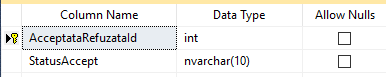 Column Name Data Type Allow Nulls
AcceptataRefuzataId int
StatusAccept nvarchar(10)